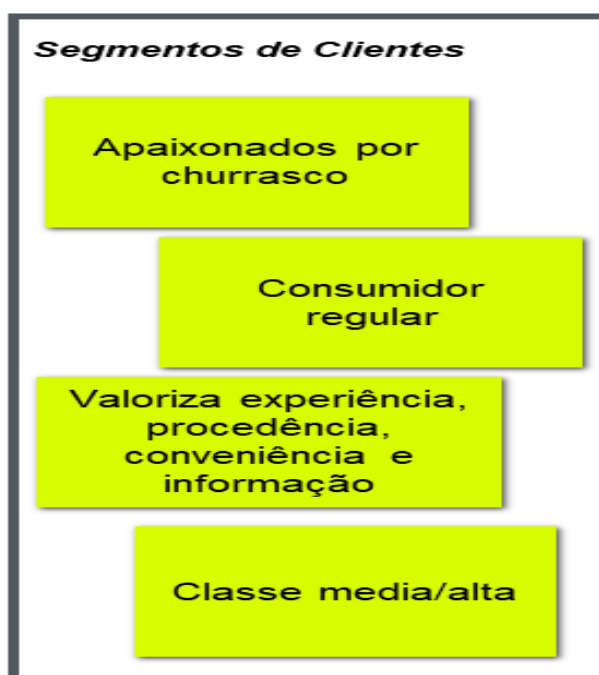 Segmentos de Clientes
Apaixonados por
churrasco
Consumidor
regular
Valoriza experiência,
procedência,
conveniência e
informação
Classe media/alta